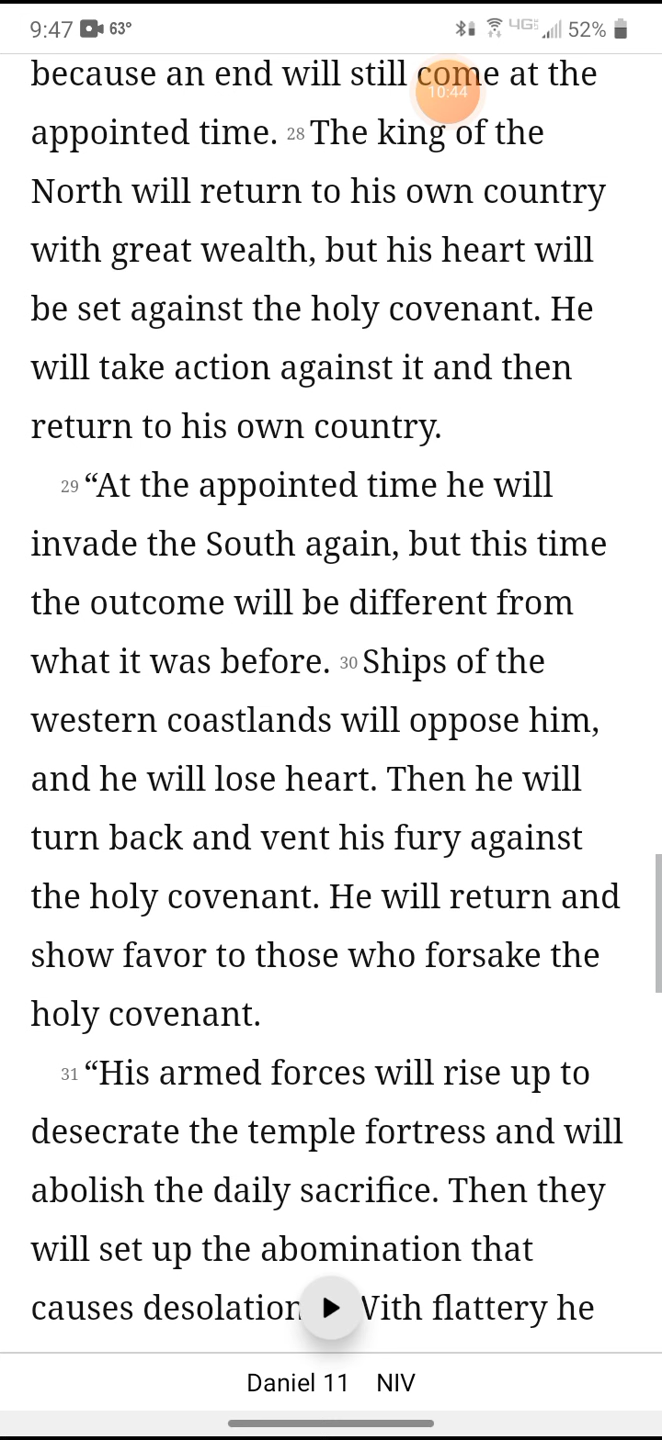 9:47 63° 4G 52%
because an end will still come at the
10:44
appointed time. 28 The king of the
North will return to his own country
with great wealth, but his heart will
be set against the holy covenant. He
will take action against it and then
return to his own country.
29 “At the appointed time he will
invade the South again, but this time
the outcome will be different from
what it was before. 30 Ships of the
western coastlands will oppose him,
and he will lose heart. Then he will
turn back and vent his fury against
the holy covenant. He will return and
show favor to those who forsake the
holy covenant.
31 “His armed forces will rise up to
desecrate the temple fortress and will
abolish the daily sacrifice. Then they
will set up the abomination that
causes desolation With flattery he
Daniel 11 NIV